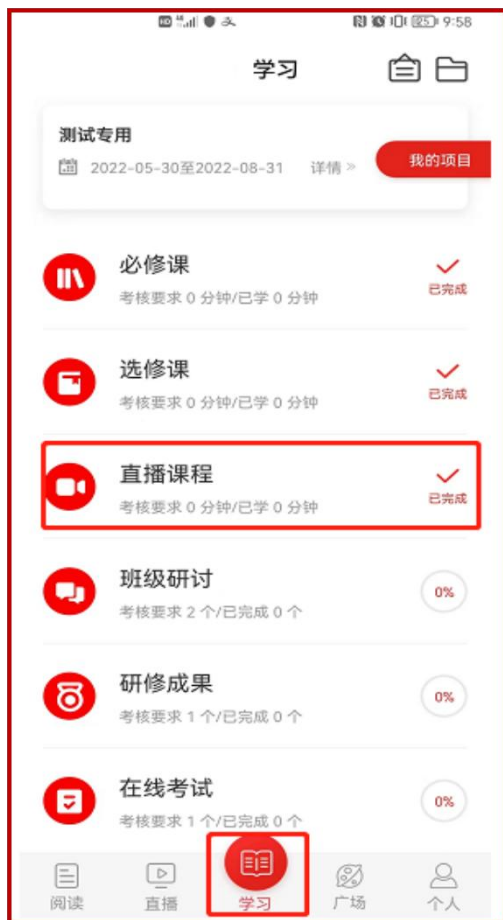 HD 9:58
学习
测试专用
2022-05-30至2022-08-31 详情 »
我的项目
必修课
考核要求 0 分钟/已学 0 分钟
已完成
选修课
考核要求 0 分钟/已学 0 分钟
已完成
直播课程
考核要求 0 分钟/已学 0 分钟
已完成
班级研讨
考核要求 2 个/已完成 0 个
0%
研修成果
考核要求 1 个/已完成 0 个
0%
在线考试
考核要求 1 个/已完成 0 个
0%
阅读 直播 学习 广场 个人